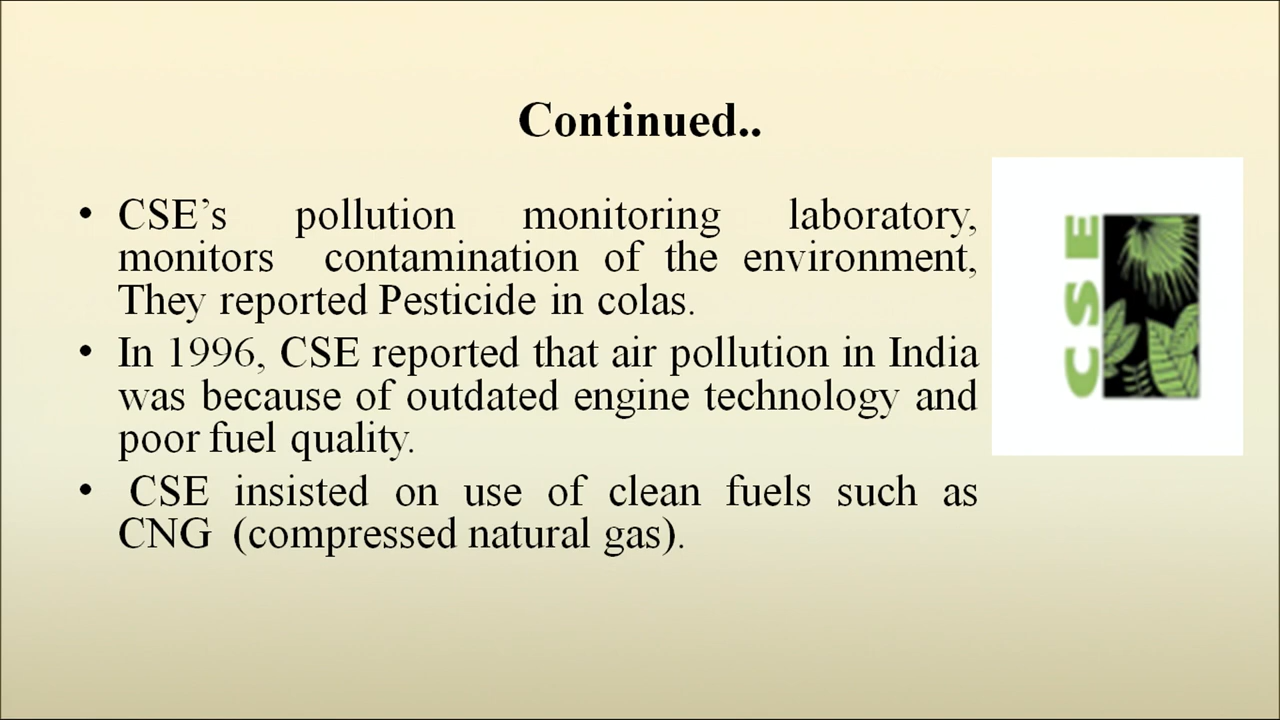 Continued..
• CSE’s pollution monitoring laboratory,
monitors contamination of the environment,
They reported Pesticide in colas.
• In 1996, CSE reported that air pollution in India
was because of outdated engine technology and
poor fuel quality.
• CSE insisted on use of clean fuels such as
CNG (compressed natural gas).
CSE